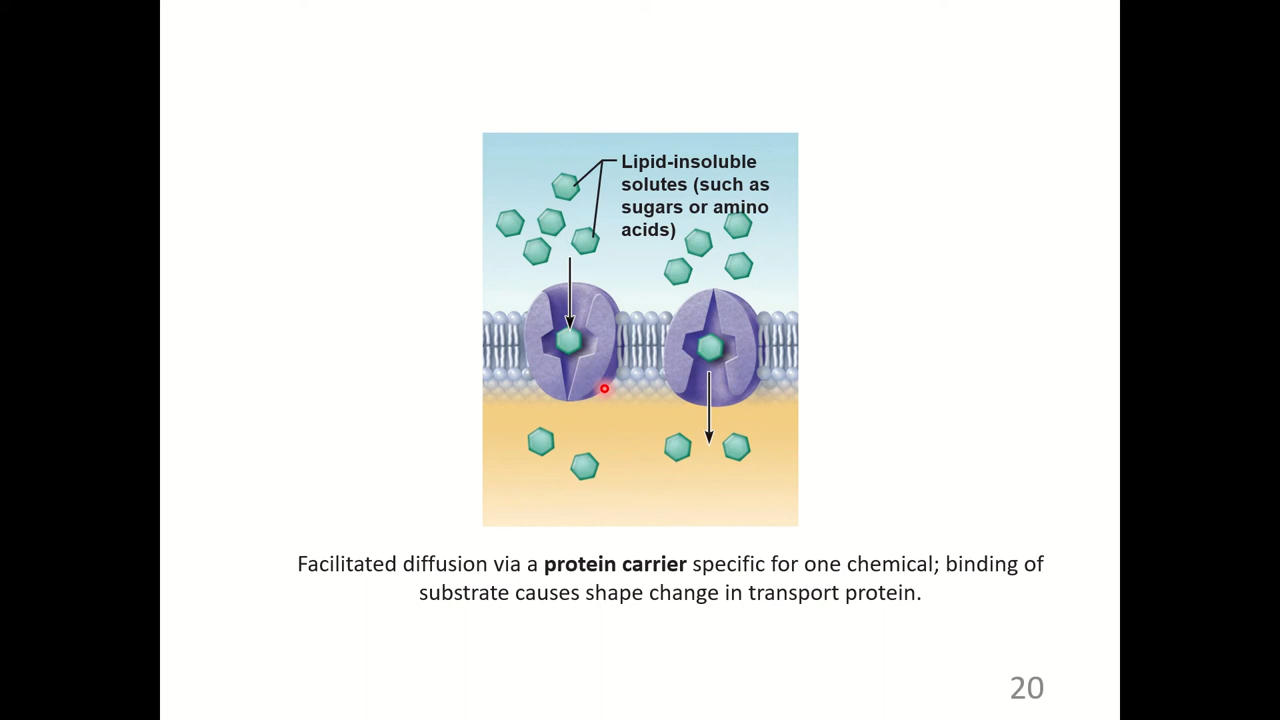 Lipid-insoluble
solutes (such as
sugars or amino
acids)
Facilitated diffusion via a protein carrier specific for one chemical; binding of
substrate causes shape change in transport protein.
20